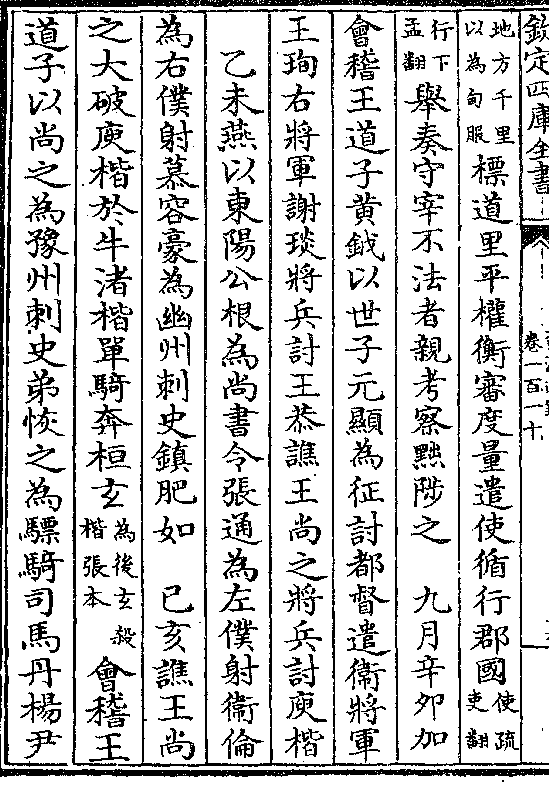 欽定四庫全書
卷一百一十
地方千里以為甸服標道里平權衡審度量遣使循行郡國使疏吏翻
行下孟翻舉奏守宰不法者親考察黜陟之　九月辛卯加
會稽王道子黄鉞以世子元顯為征討都督遣衛將軍
王珣右將軍謝琰將兵討王恭譙王尚之將兵討庾楷
乙未燕以東陽公根為尚書令張通為左僕射衛倫
為右僕射慕容豪為幽州刺史鎮肥如　己亥譙王尚
之大破庾楷於牛渚楷單騎奔桓玄為後玄殺楷張本　會稽王
道子以尚之為豫州刺史弟恢之為驃騎司馬丹楊尹